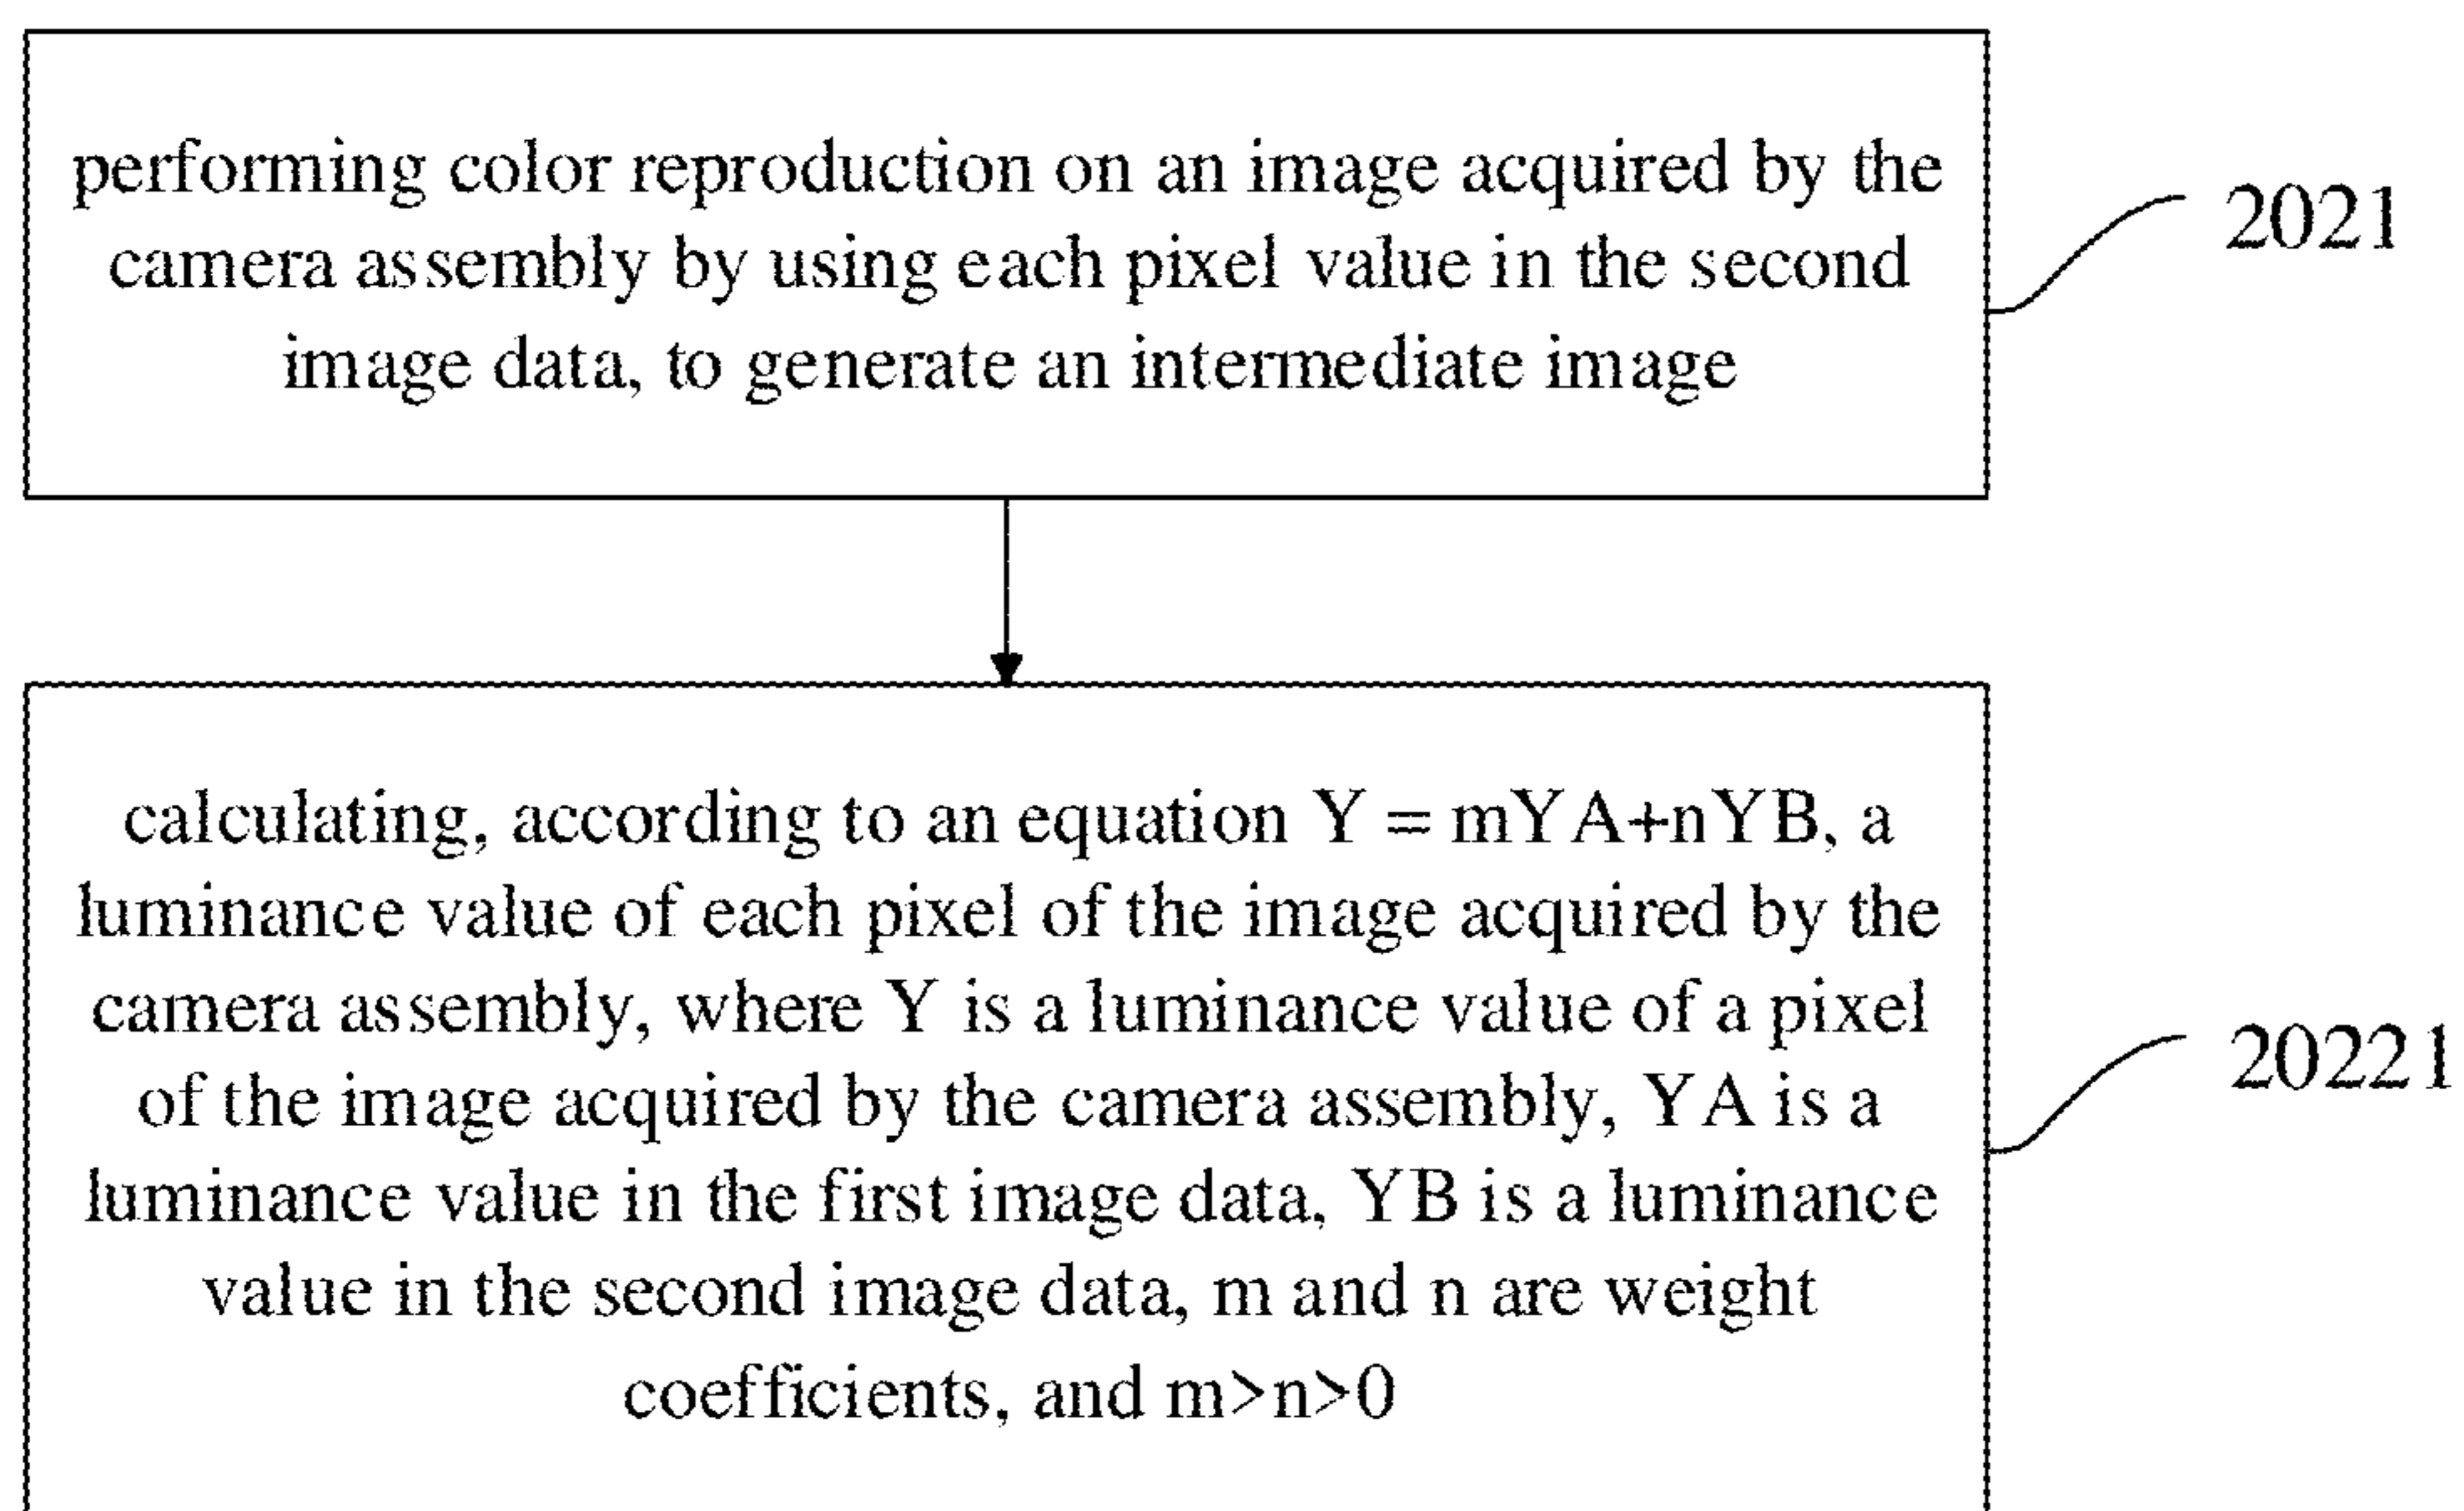 performing color reproduction on an image acquired by the
camera assembly by using each pixel value in the second
image data, to generate an intermediate image
2021
calculating, according to an equation Y = mYA+nYB, a
luminance value of each pixel of the image acquired by the
camera assembly, where Y is a luminance value of a pixel
of the image acquired by the camera assembly, YA is a
luminance value in the first image data, YB is a luminance
value in the second image data, m and n are weight
coefficients, and m>n>0
20221